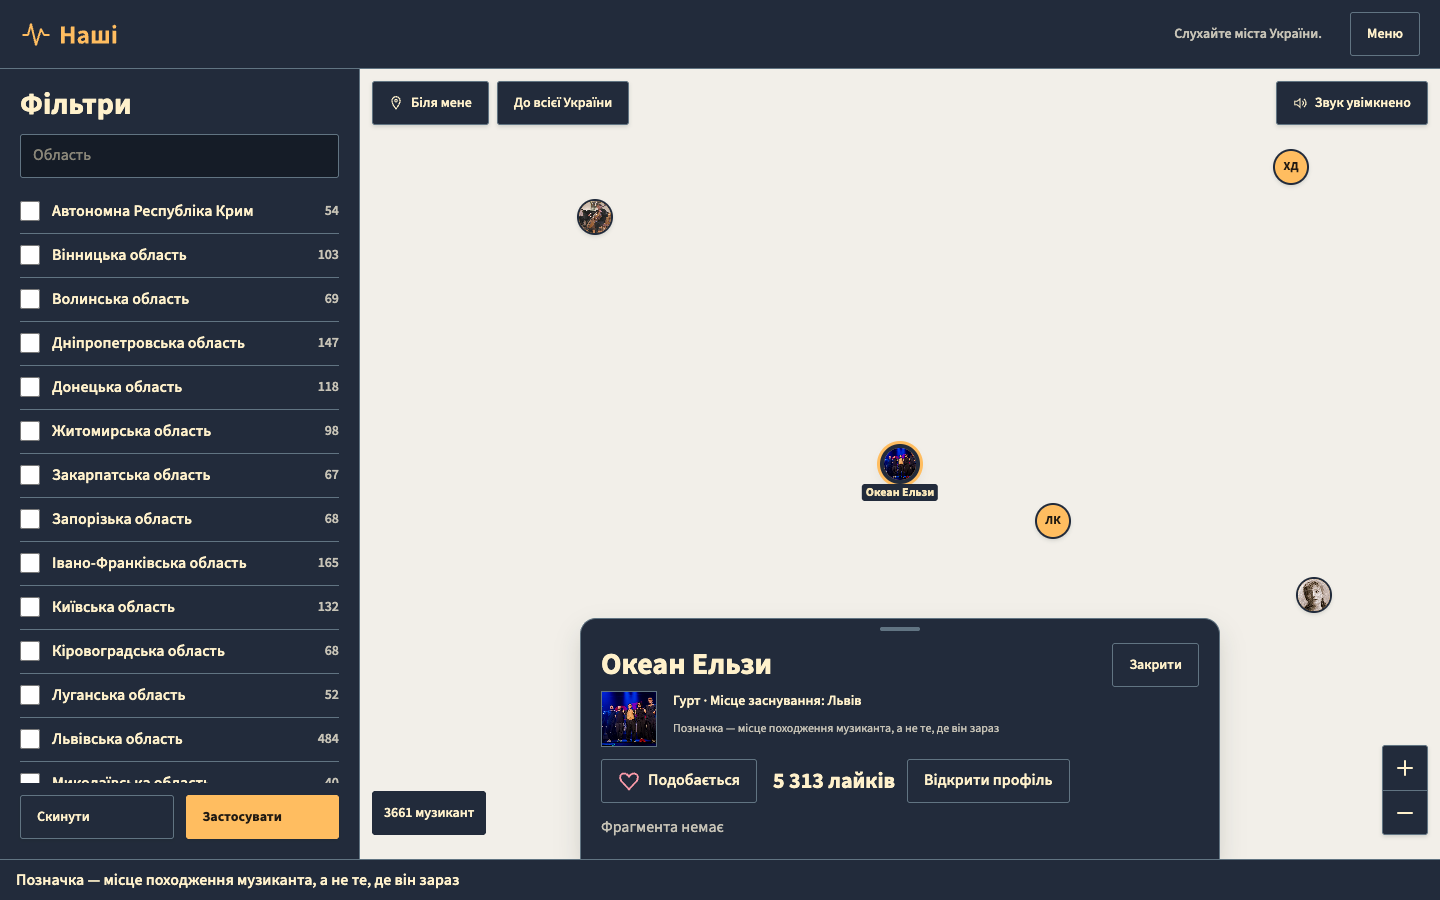 Наші
Слухайте міста України.
Меню
Фільтри
Область
Автономна Республіка Крим 54
Вінницька область 103
Волинська область 69
Дніпропетровська область 147
Донецька область 118
Житомирська область 98
Закарпатська область 67
Запорізька область 68
Івано-Франківська область 165
Київська область 132
Кіровоградська область 68
Луганська область 52
Львівська область 484
Миколаївська область 40
Скинути
Застосувати
Біля мене
До всієї України
Звук увімкнено
ХД
Океан Ельзи
ЛК
3661 музикант
Океан Ельзи
Закрити
Гурт · Місце заснування: Львів
Позначка — місце походження музиканта, а не те, де він зараз
Подобається
5 313 лайків
Відкрити профіль
Фрагмента немає
+
−
Позначка — місце походження музиканта, а не те, де він зараз